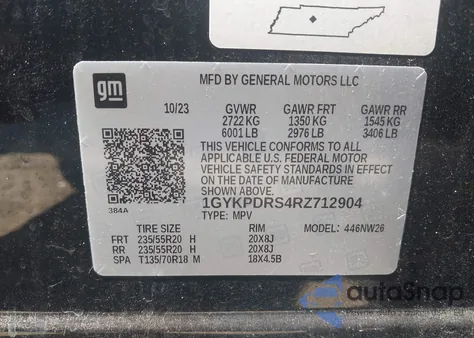 gm
MFD BY GENERAL MOTORS LLC
10/23 GVWR GAWR FRT GAWR RR
2722 KG 1350 KG 1545 KG
6001 LB 2976 LB 3406 LB
THIS VEHICLE CONFORMS TO ALL
APPLICABLE U.S. FEDERAL MOTOR
VEHICLE SAFETY STANDARDS IN EFFECT
ON THE DATE OF MANUFACTURE
SHOWN ABOVE.
384A
1GYKPDRS4RZ712904
TYPE: MPV
TIRE SIZE RIM MODEL: 446NW26
FRT 235/55R20 H 20X8J
RR 235/55R20 H 20X8J
SPA T135/70R18 M 18X4.5B
autoSnap